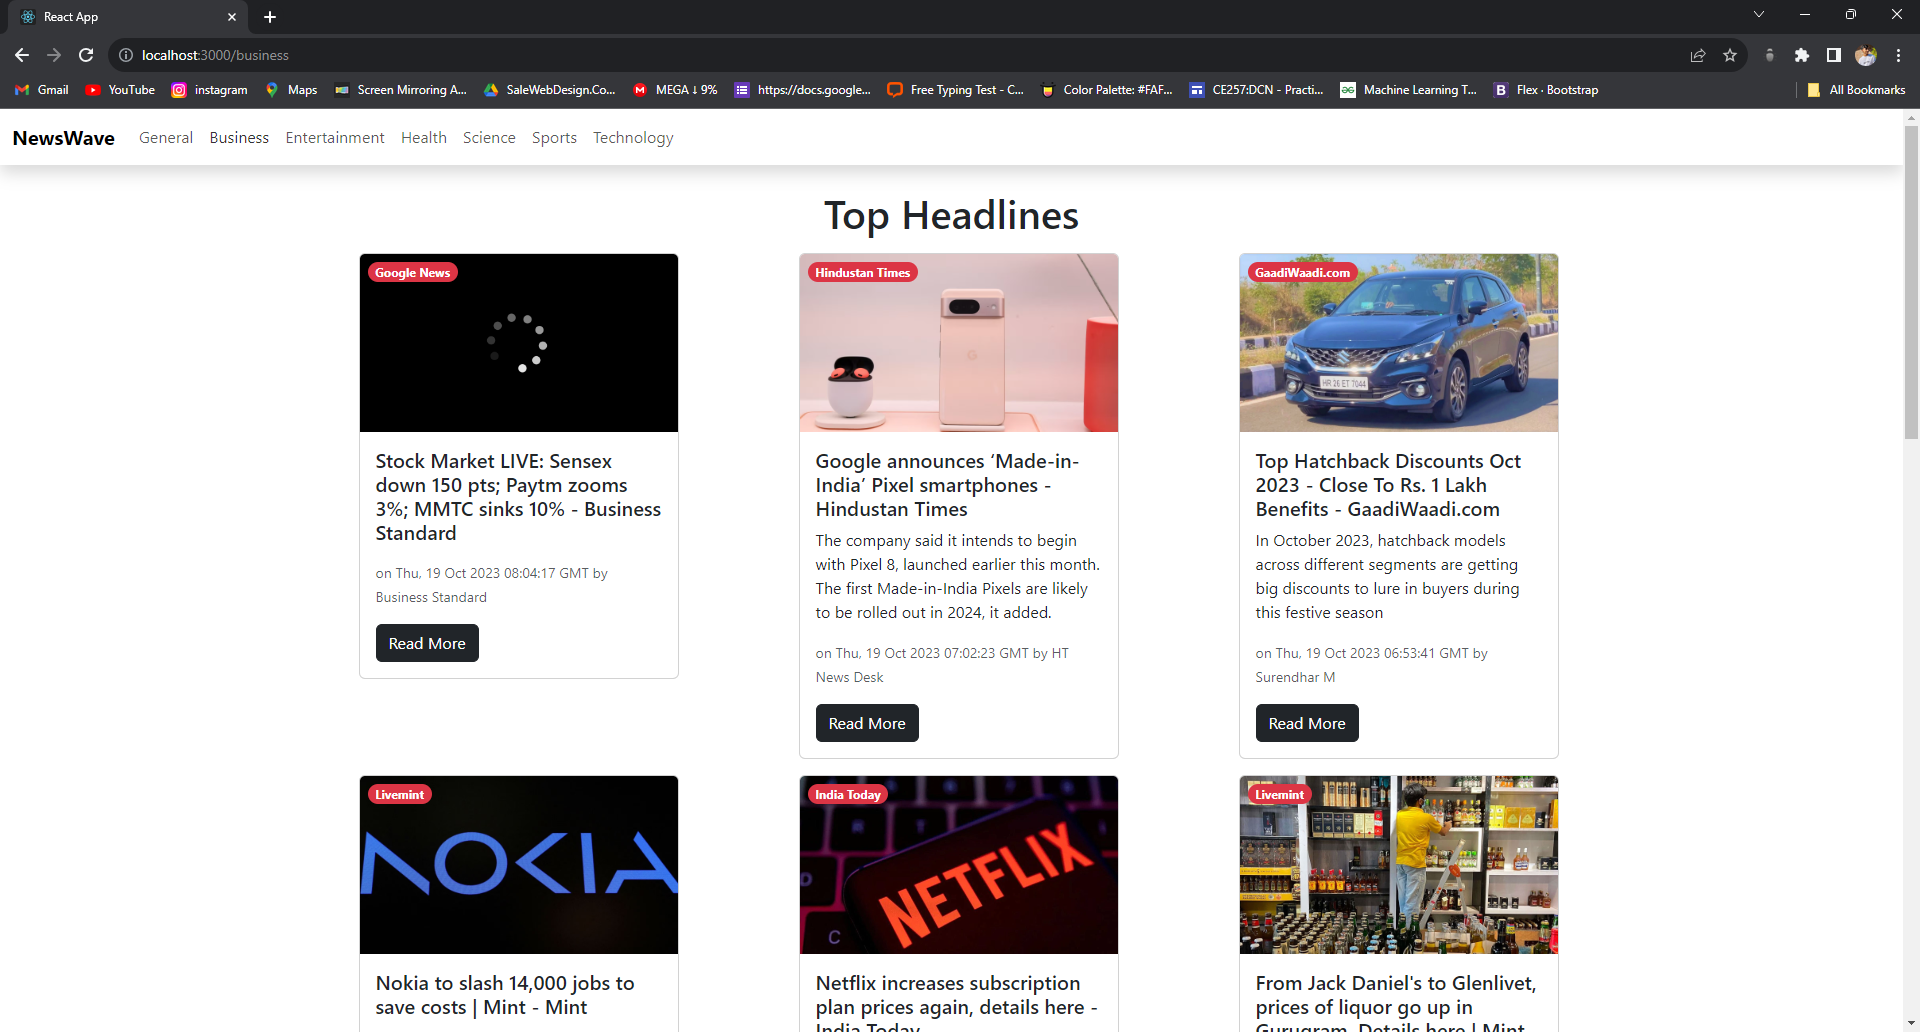 React App
localhost:3000/business
Gmail
YouTube
instagram
Maps
Screen Mirroring A...
SaleWebDesign.Co...
MEGA ↓ 9%
https://docs.google...
Free Typing Test - C...
Color Palette: #FAF...
CE257:DCN - Practi...
Machine Learning T...
Flex · Bootstrap
All Bookmarks
NewsWave
General
Business
Entertainment
Health
Science
Sports
Technology
Top Headlines
Google News
Stock Market LIVE: Sensex
down 150 pts; Paytm zooms
3%; MMTC sinks 10% - Business
Standard
on Thu, 19 Oct 2023 08:04:17 GMT by
Business Standard
Read More
Hindustan Times
Google announces ‘Made-in-
India’ Pixel smartphones -
Hindustan Times
The company said it intends to begin
with Pixel 8, launched earlier this month.
The first Made-in-India Pixels are likely
to be rolled out in 2024, it added.
on Thu, 19 Oct 2023 07:02:23 GMT by HT
News Desk
Read More
GaadiWaadi.com
HR 26 ET 7044
Top Hatchback Discounts Oct
2023 - Close To Rs. 1 Lakh
Benefits - GaadiWaadi.com
In October 2023, hatchback models
across different segments are getting
big discounts to lure in buyers during
this festive season
on Thu, 19 Oct 2023 06:53:41 GMT by
Surendhar M
Read More
Livemint
NOKIA
Nokia to slash 14,000 jobs to
save costs | Mint - Mint
India Today
NETFLIX
C
Netflix increases subscription
plan prices again, details here -
India Today
Livemint
From Jack Daniel's to Glenlivet,
prices of liquor go up in
Gurugram. Details here | Mint